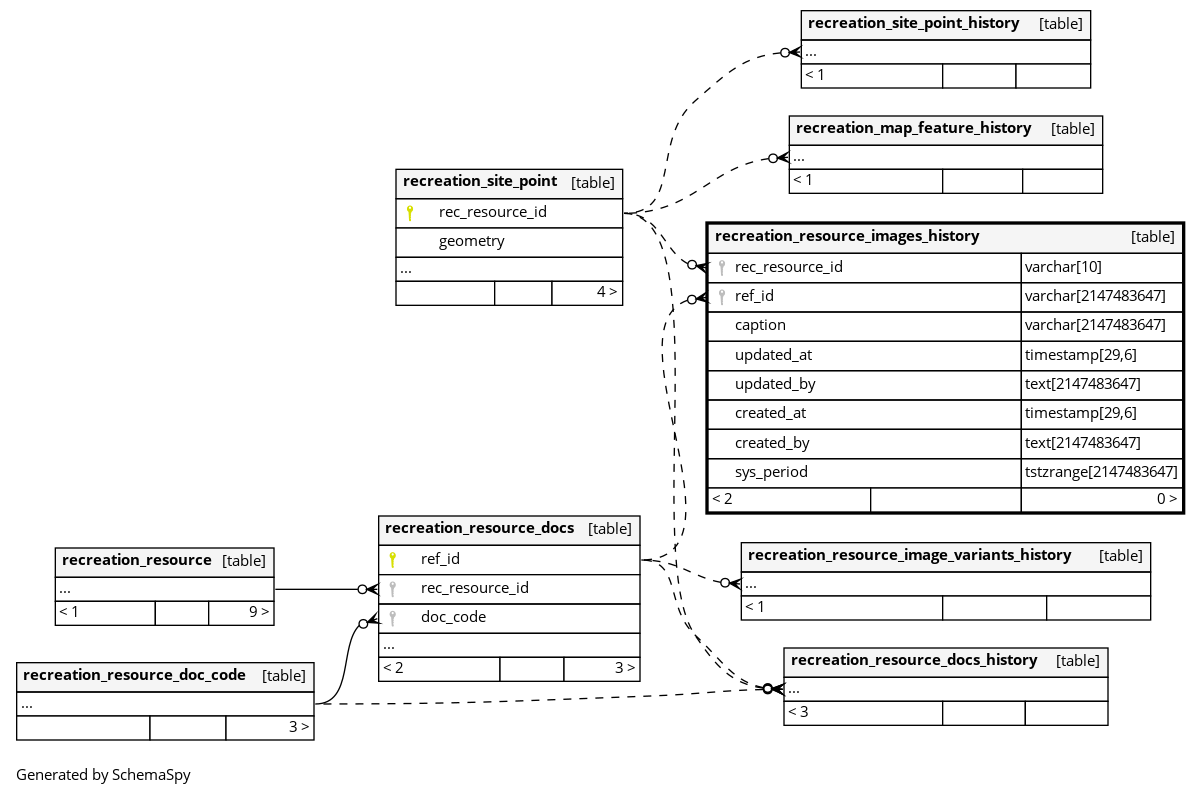 recreation_site_point_history [table]
...
< 1
recreation_map_feature_history [table]
...
< 1
recreation_site_point [table]
rec_resource_id
geometry
...
4 >
recreation_resource_images_history [table]
rec_resource_id varchar[10]
ref_id varchar[2147483647]
caption varchar[2147483647]
updated_at timestamp[29,6]
updated_by text[2147483647]
created_at timestamp[29,6]
created_by text[2147483647]
sys_period tstzrange[2147483647]
< 2 0 >
recreation_resource_docs [table]
ref_id
rec_resource_id
doc_code
...
< 2 3 >
recreation_resource [table]
...
< 1 9 >
recreation_resource_image_variants_history [table]
...
< 1
recreation_resource_doc_code [table]
...
3 >
recreation_resource_docs_history [table]
...
< 3
Generated by SchemaSpy